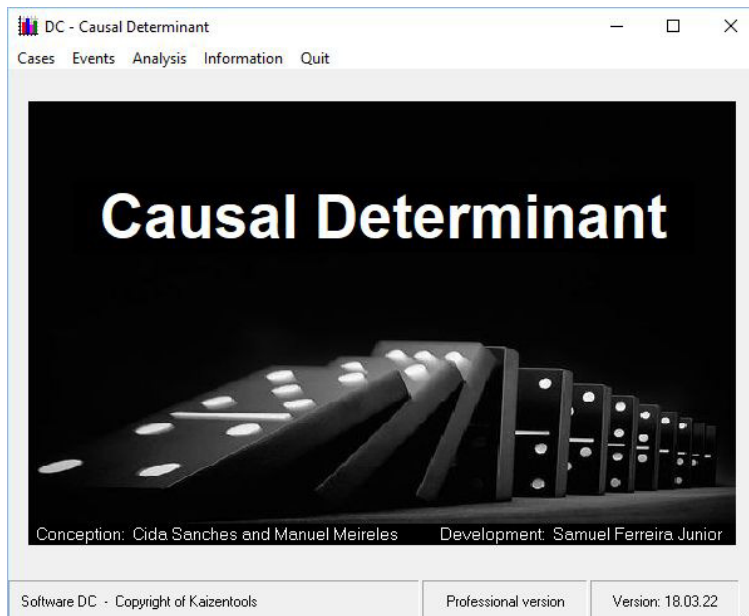 DC - Causal Determinant
Cases Events Analysis Information Quit
Causal Determinant
Conception: Cida Sanches and Manuel Meireles Development: Samuel Ferreira Junior
Software DC - Copyright of Kaizentools Professional version Version: 18.03.22